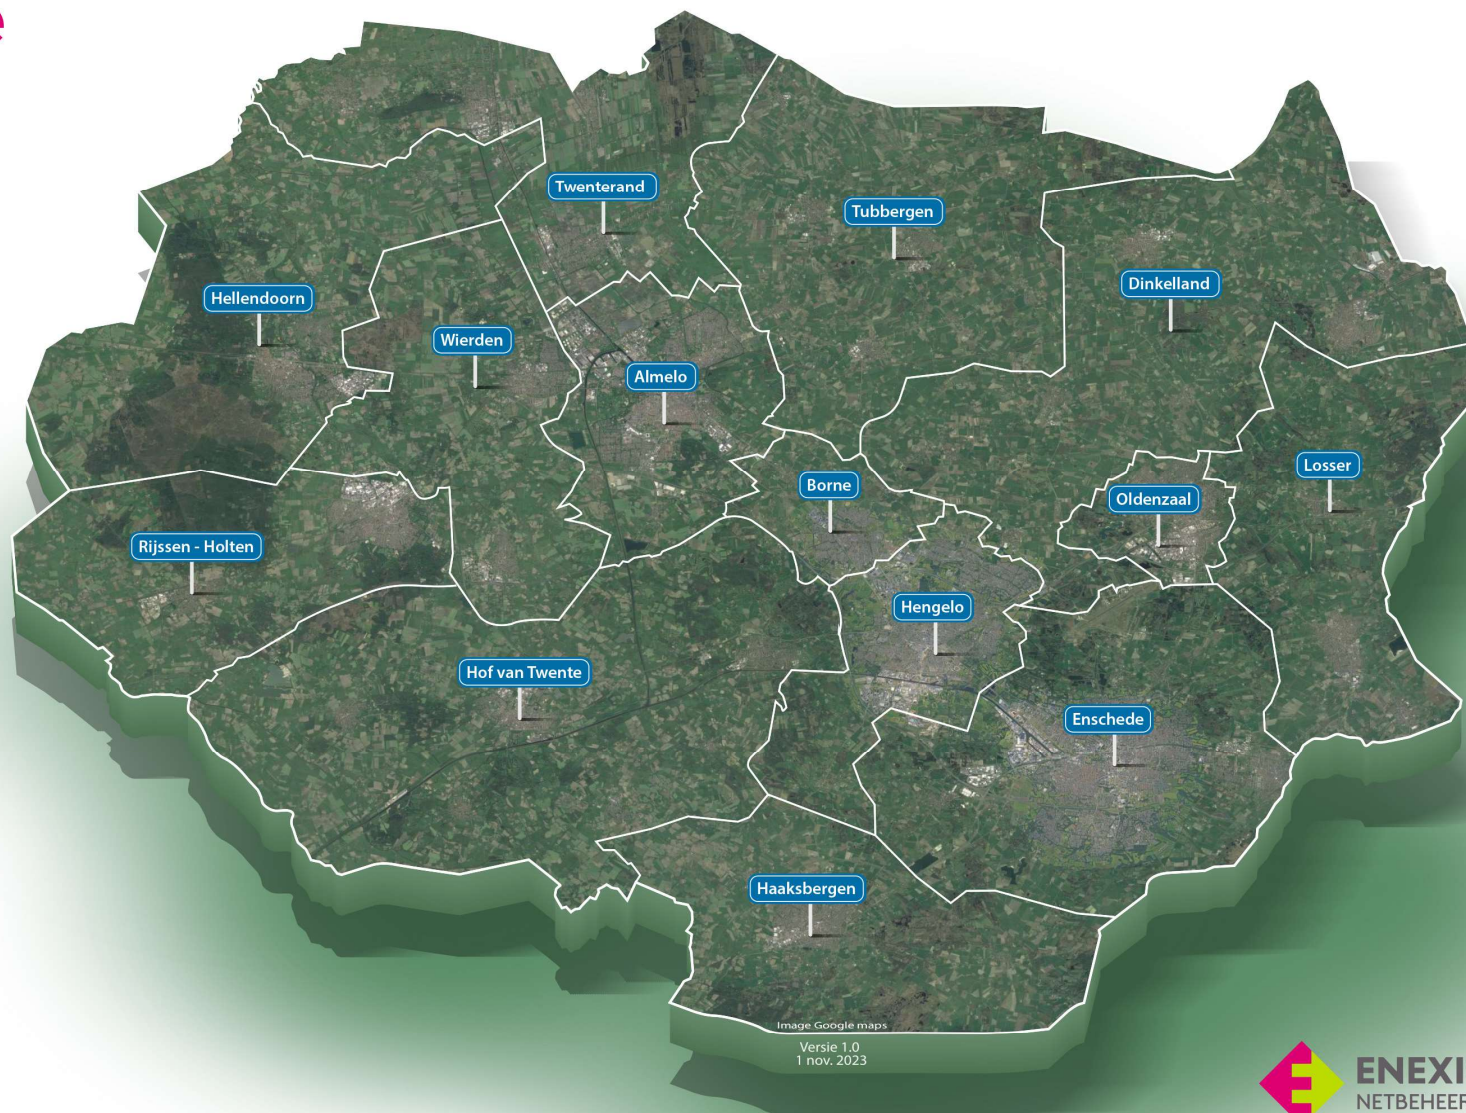 Twenterand
Tubbergen
Dinkelland
Hellendoorn
Wierden
Almelo
Losser
Borne
Oldenzaal
Rijssen - Holten
Hengelo
Hof van Twente
Enschede
Haaksbergen
Image Google maps
Versie 1.0
1 nov. 2023
ENEXI
NETBEHEER